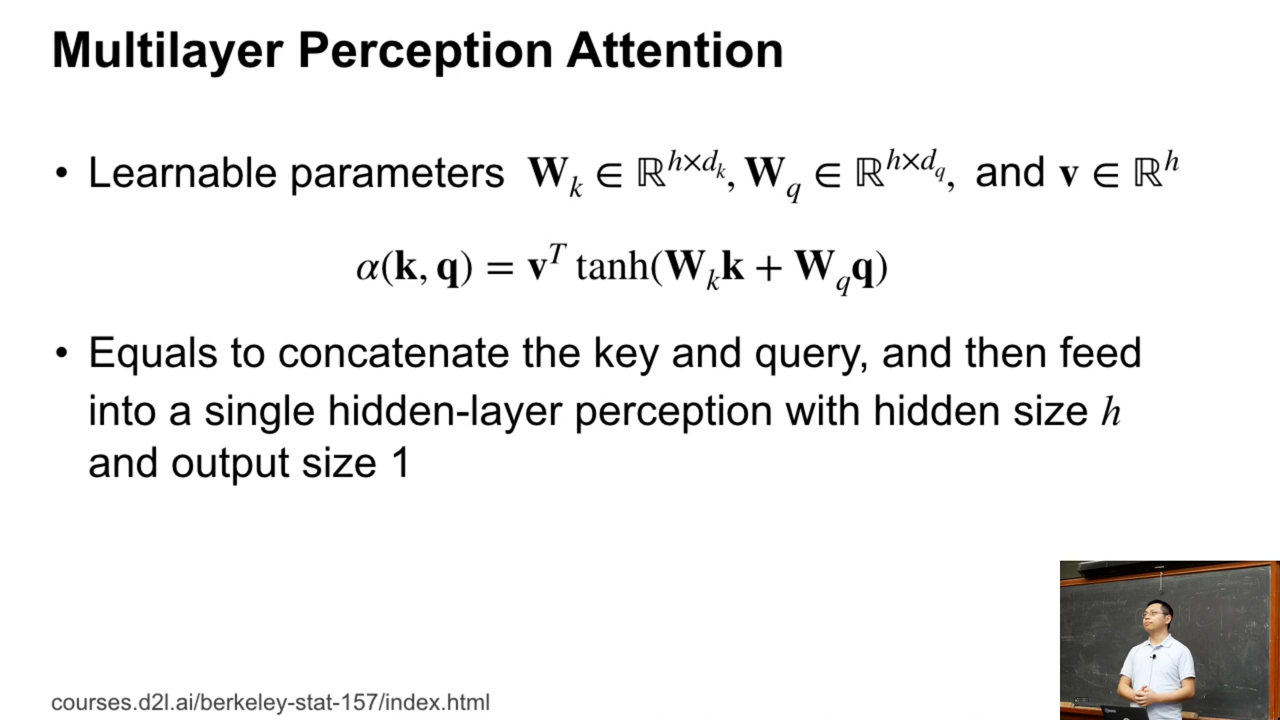 Multilayer Perception Attention
• Learnable parameters W_k ∈ ℝ^{h×d_k}, W_q ∈ ℝ^{h×d_q}, and v ∈ ℝ^h
α(k, q) = v^T tanh(W_k k + W_q q)
• Equals to concatenate the key and query, and then feed
into a single hidden-layer perception with hidden size h
and output size 1
courses.d2l.ai/berkeley-stat-157/index.html